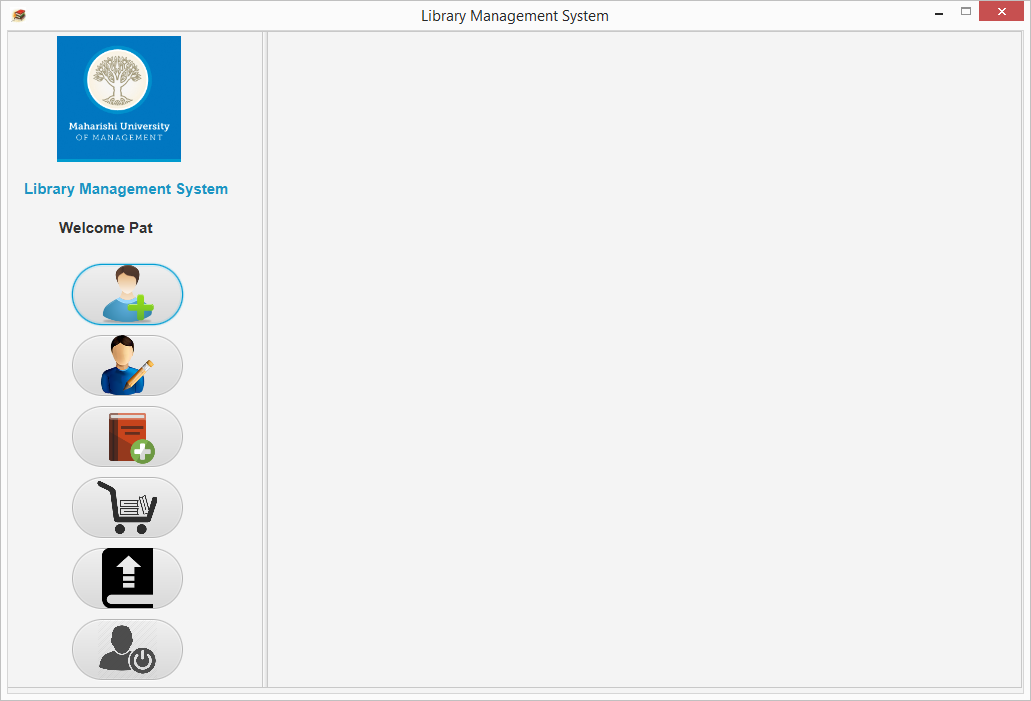 Library Management System
Maharishi University
OF MANAGEMENT
Library Management System
Welcome Pat